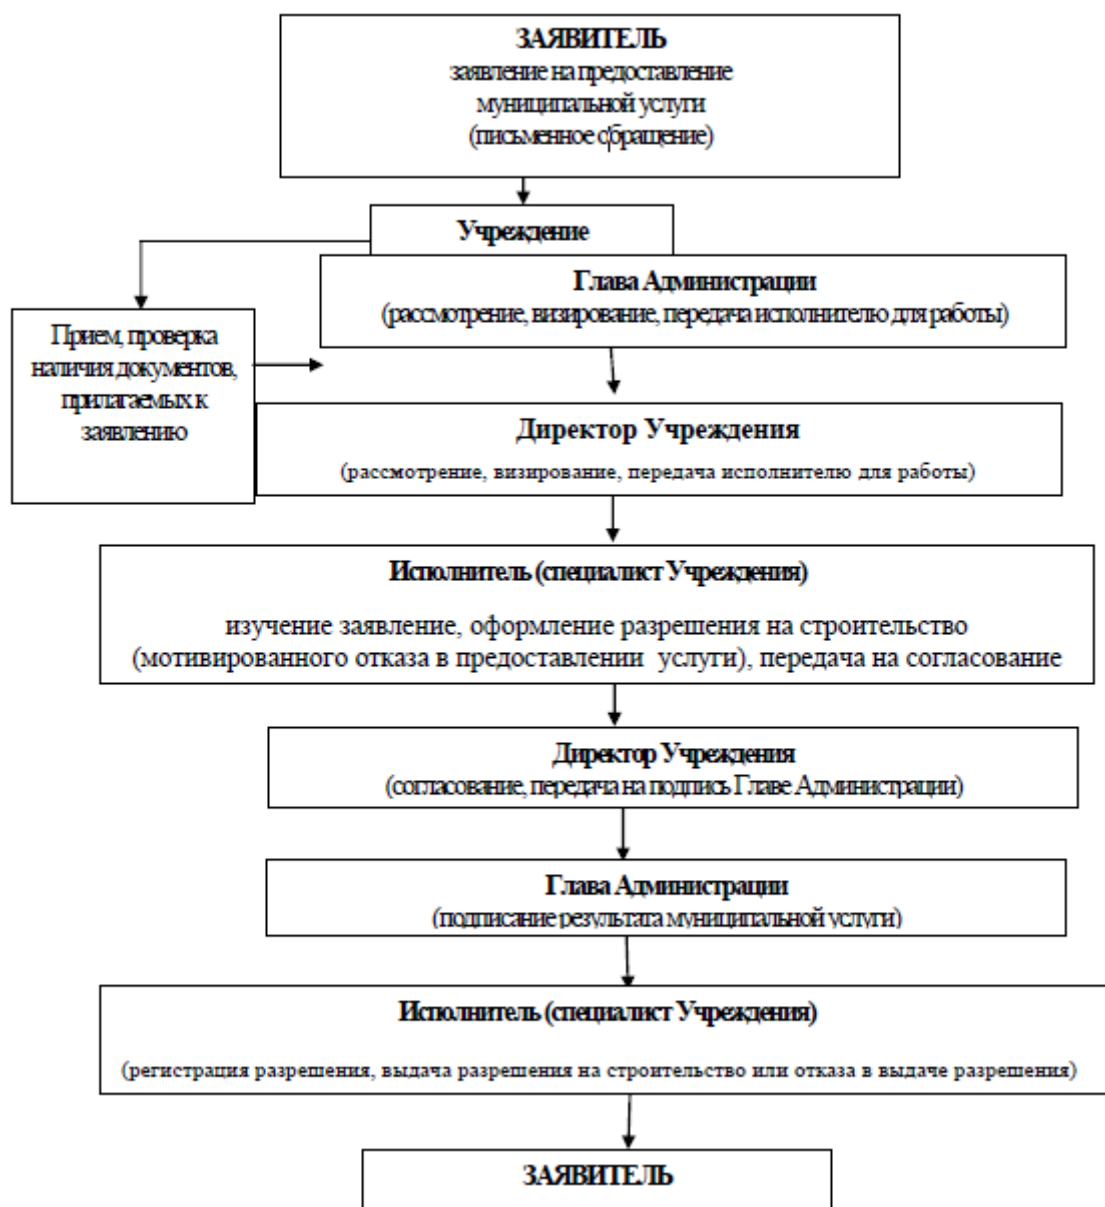 ЗАЯВИТЕЛЬ
заявление на предоставление
муниципальной услуги
(письменное обращение)
Учреждение
Глава Администрации
(рассмотрение, визирование, передача исполнителю для работы)
Прием, проверка
наличия документов,
прилагаемых к
заявлению
Директор Учреждения
(рассмотрение, визирование, передача исполнителю для работы)
Исполнитель (специалист Учреждения)
изучение заявление, оформление разрешения на строительство
(мотивированного отказа в предоставлении услуги), передача на согласование
Директор Учреждения
(согласование, передача на подпись Главе Администрации)
Глава Администрации
(подписание результата муниципальной услуги)
Исполнитель (специалист Учреждения)
(регистрация разрешения, выдача разрешения на строительство или отказа в выдаче разрешения)
ЗАЯВИТЕЛЬ